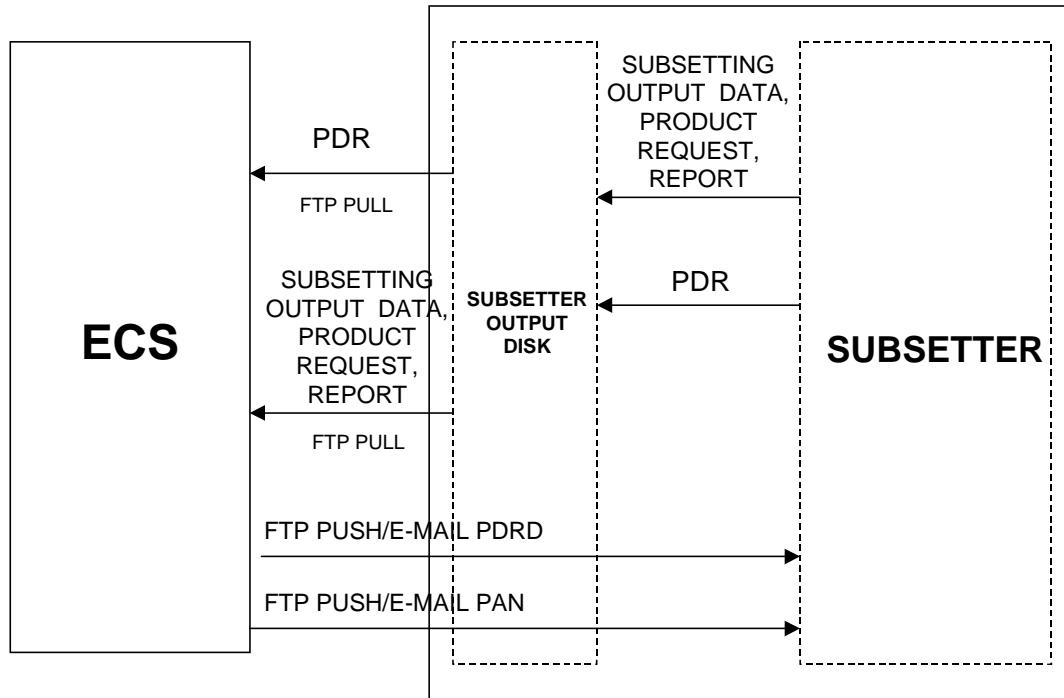 SUBSETTING
OUTPUT DATA,
PRODUCT
REQUEST,
REPORT
PDR
FTP PULL
PDR
SUBSETTING
OUTPUT DATA,
PRODUCT
REQUEST,
REPORT
FTP PULL
ECS
SUBSETTER
OUTPUT
DISK
SUBSETTER
FTP PUSH/E-MAIL PDRD
FTP PUSH/E-MAIL PAN